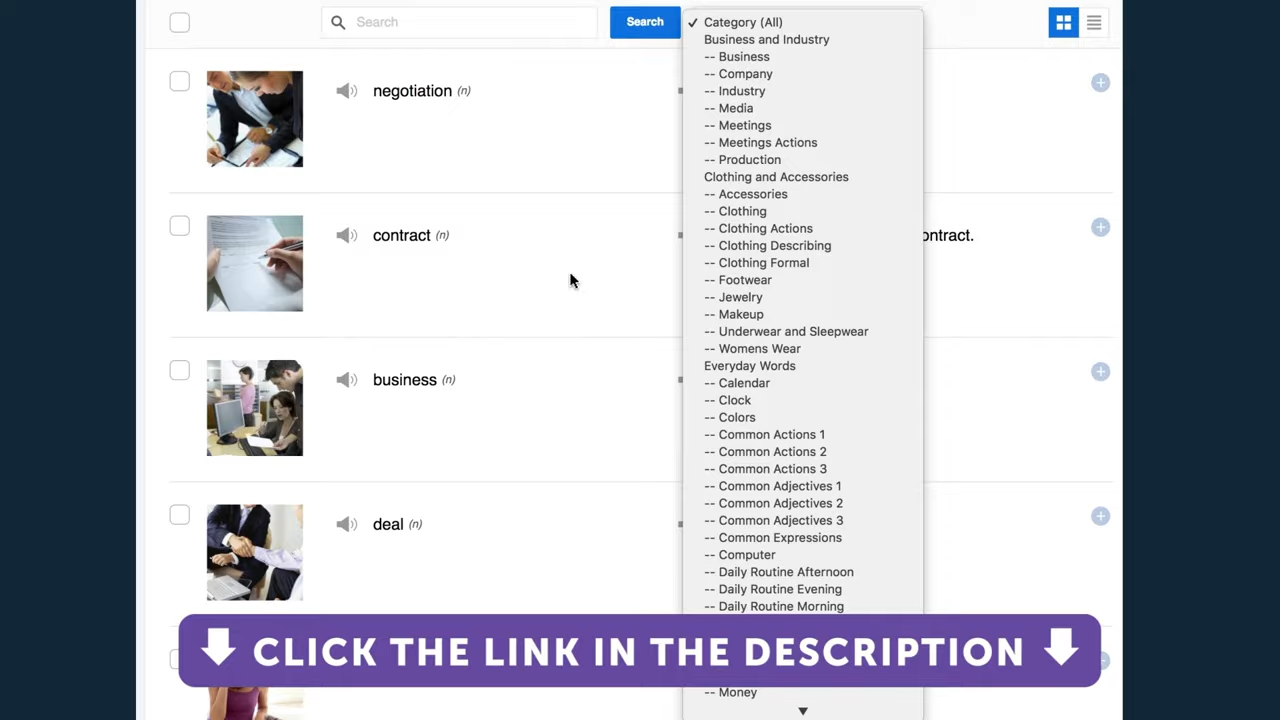 Search
Search
Category (All)
Business and Industry
-- Business
-- Company
-- Industry
-- Media
-- Meetings
-- Meetings Actions
-- Production
Clothing and Accessories
-- Accessories
-- Clothing
-- Clothing Actions
-- Clothing Describing
-- Clothing Formal
-- Footwear
-- Jewelry
-- Makeup
-- Underwear and Sleepwear
-- Womens Wear
Everyday Words
-- Calendar
-- Clock
-- Colors
-- Common Actions 1
-- Common Actions 2
-- Common Actions 3
-- Common Adjectives 1
-- Common Adjectives 2
-- Common Adjectives 3
-- Common Expressions
-- Computer
-- Daily Routine Afternoon
-- Daily Routine Evening
-- Daily Routine Morning
-- Money
negotiation (n)
contract (n)
ontract.
business (n)
deal (n)
CLICK THE LINK IN THE DESCRIPTION